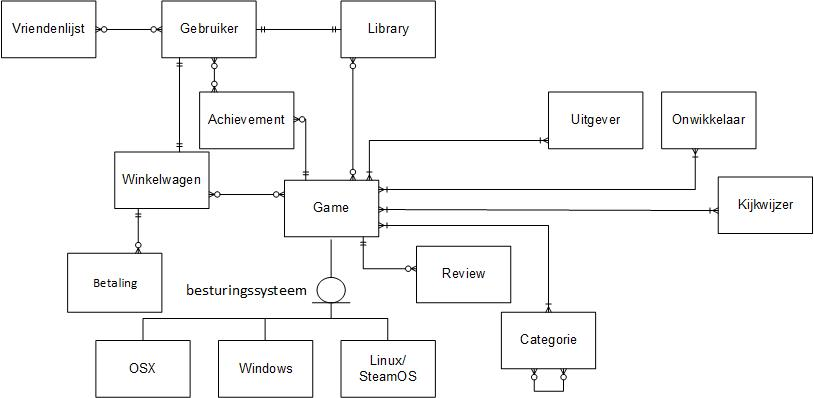 Vriendenlijst
Gebruiker
Library
Achievement
Uitgever
Onwikkelaar
Winkelwagen
Game
Kijkwijzer
Betaling
Review
besturingssysteem
Categorie
OSX
Windows
Linux/
SteamOS